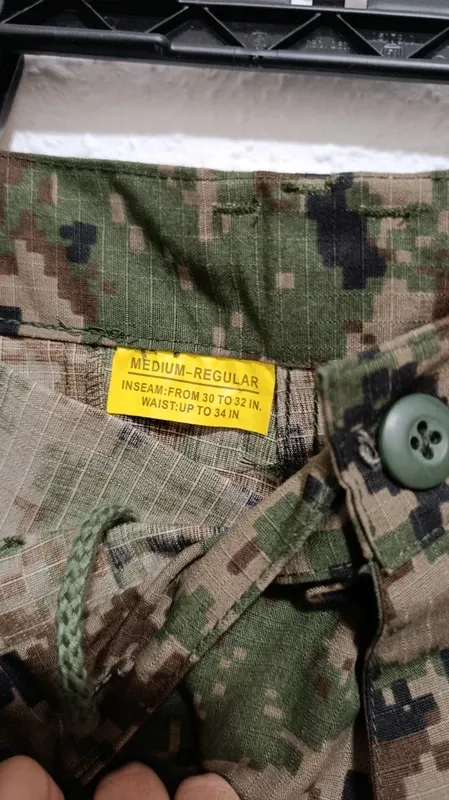 MEDIUM-REGULAR
INSEAM:FROM 30 TO 32 IN.
WAIST:UP TO 34 IN